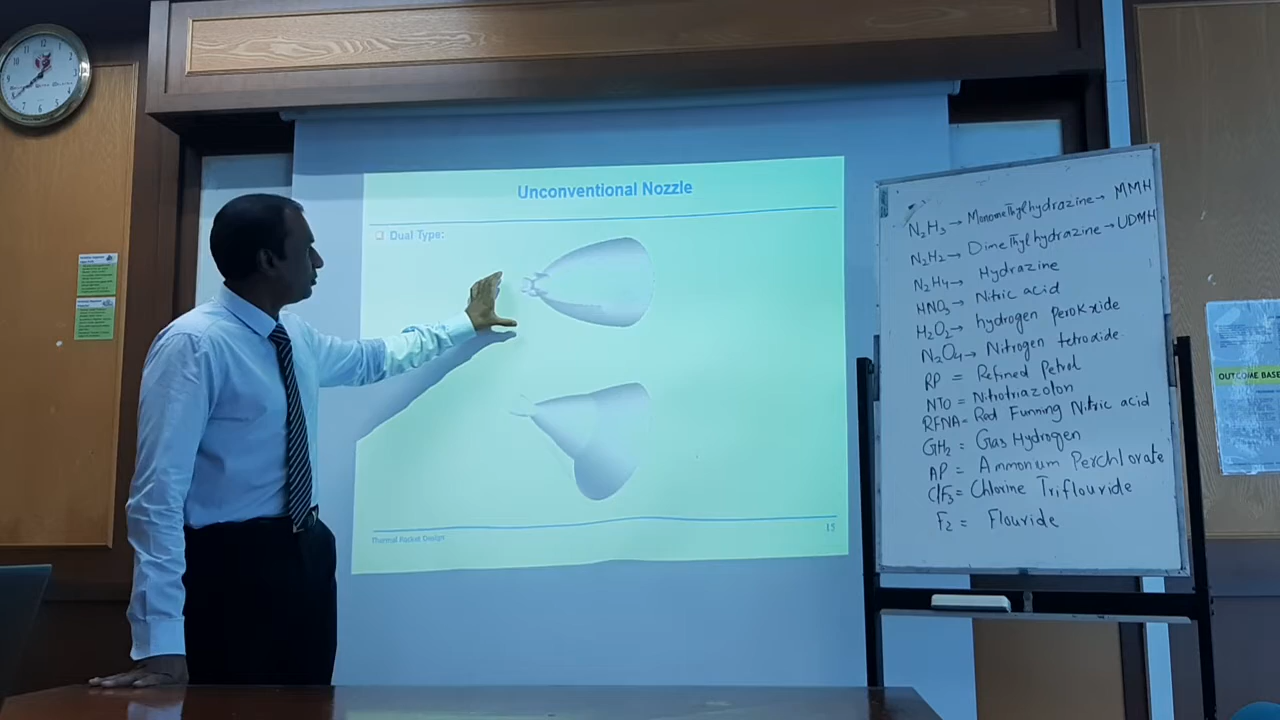 Unconventional Nozzle
Dual Type:
Thermal Rocket Design
15
N₂H₃→ Monomethylhydrazine→ MMH
N₂H₂→ Dimethylhydrazine→UDMH
N₂H₄→ Hydrazine
HNO₃→ Nitric acid
H₂O₂→ hydrogen perokxide
N₂O₄→ Nitrogen tetroxide
RP = Refined Petrol
NTO = Nitrotriazolon
RFNA= Red Fumning Nitric acid
GH₂ = Gas Hydrogen
AP = Ammonum Perchlorate
ClF₃= Chlorine Triflouride
F₂ = Flouride
OUTCOME BASE